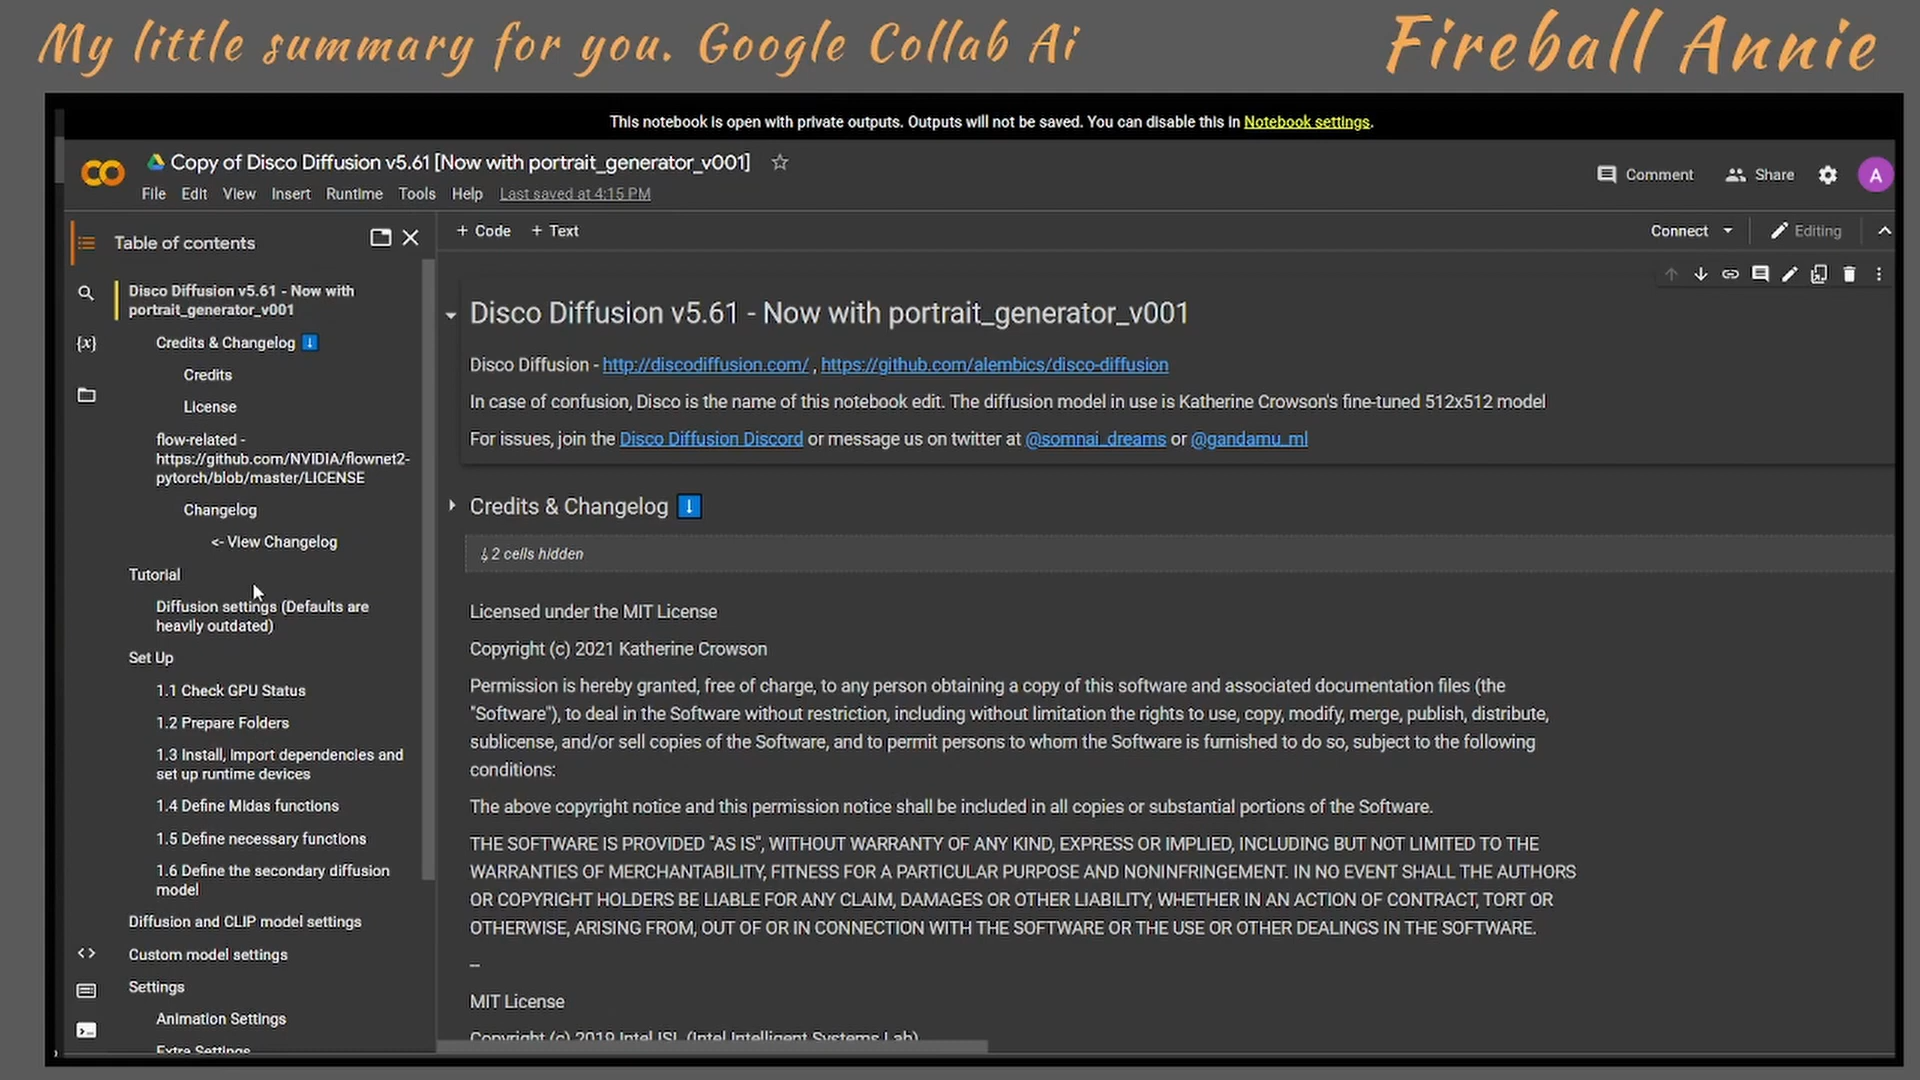 My little summary for you. Google Collab Ai
Fireball Annie
This notebook is open with private outputs. Outputs will not be saved. You can disable this in Notebook settings.
Copy of Disco Diffusion v5.61 [Now with portrait_generator_v001]
Comment
Share
A
File Edit View Insert Runtime Tools Help Last saved at 4:15 PM
Table of contents
+ Code + Text
Connect
Editing
Disco Diffusion v5.61 - Now with
portrait_generator_v001
Credits & Changelog
Credits
License
flow-related -
https://github.com/NVIDIA/flownet2-
pytorch/blob/master/LICENSE
Changelog
<- View Changelog
Tutorial
Diffusion settings (Defaults are
heavily outdated)
Set Up
1.1 Check GPU Status
1.2 Prepare Folders
1.3 Install, import dependencies and
set up runtime devices
1.4 Define Midas functions
1.5 Define necessary functions
1.6 Define the secondary diffusion
model
Diffusion and CLIP model settings
Custom model settings
Settings
Animation Settings
Extra Settings
{x}
Disco Diffusion v5.61 - Now with portrait_generator_v001
Disco Diffusion - http://discodiffusion.com/ , https://github.com/alembics/disco-diffusion
In case of confusion, Disco is the name of this notebook edit. The diffusion model in use is Katherine Crowson's fine-tuned 512x512 model
For issues, join the Disco Diffusion Discord or message us on twitter at @somnai_dreams or @gandamu_ml
Credits & Changelog
2 cells hidden
Licensed under the MIT License
Copyright (c) 2021 Katherine Crowson
Permission is hereby granted, free of charge, to any person obtaining a copy of this software and associated documentation files (the
"Software"), to deal in the Software without restriction, including without limitation the rights to use, copy, modify, merge, publish, distribute,
sublicense, and/or sell copies of the Software, and to permit persons to whom the Software is furnished to do so, subject to the following
conditions:
The above copyright notice and this permission notice shall be included in all copies or substantial portions of the Software.
THE SOFTWARE IS PROVIDED "AS IS", WITHOUT WARRANTY OF ANY KIND, EXPRESS OR IMPLIED, INCLUDING BUT NOT LIMITED TO THE
WARRANTIES OF MERCHANTABILITY, FITNESS FOR A PARTICULAR PURPOSE AND NONINFRINGEMENT. IN NO EVENT SHALL THE AUTHORS
OR COPYRIGHT HOLDERS BE LIABLE FOR ANY CLAIM, DAMAGES OR OTHER LIABILITY, WHETHER IN AN ACTION OF CONTRACT, TORT OR
OTHERWISE, ARISING FROM, OUT OF OR IN CONNECTION WITH THE SOFTWARE OR THE USE OR OTHER DEALINGS IN THE SOFTWARE.
--
MIT License
Copyright (c) 2019 Intel ISL (Intel Intelligent Systems Lab)